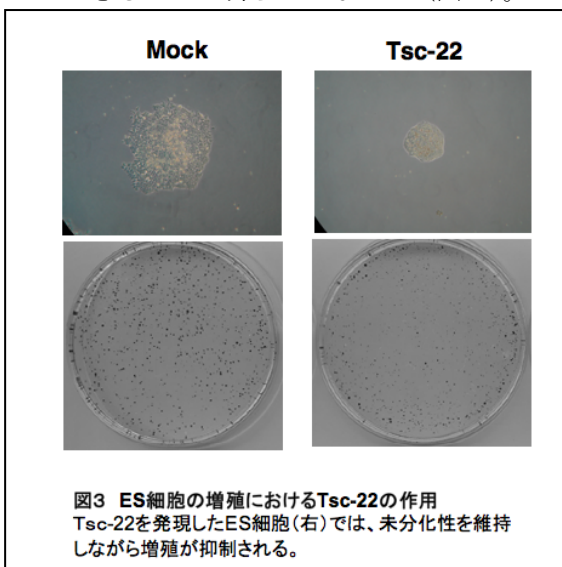 Mock
Tsc-22
図3 ES細胞の増殖におけるTsc-22の作用
Tsc-22を発現したES細胞(右)では、未分化性を維持
しながら増殖が抑制される。